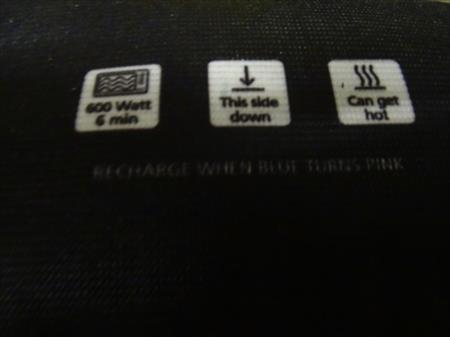 600 Watt
6 min
This side
down
Can get
hot
RECHARGE WHEN BLUE TURNS PINK